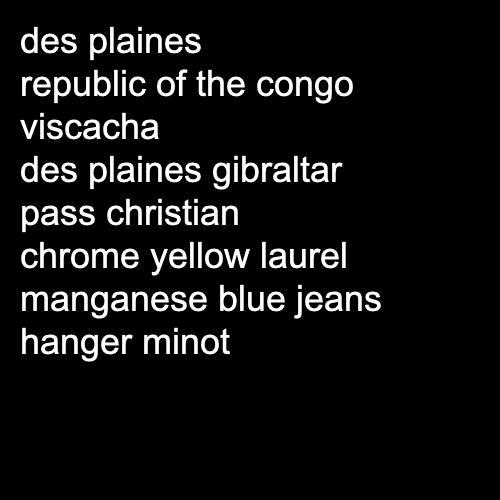 des plaines
republic of the congo
viscacha
des plaines gibraltar
pass christian
chrome yellow laurel
manganese blue jeans
hanger minot